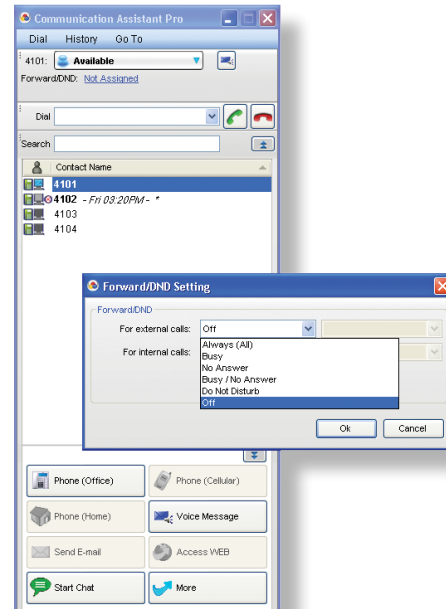 Communication Assistant Pro
Dial History Go To
4101: Available
Forward/DND: Not Assigned
Dial
Search
Contact Name
4101
4102 - Fri 03:20PM - *
4103
4104
Forward/DND Setting
Forward/DND
For external calls: Off
For internal calls:
Always (All)
Busy
No Answer
Busy / No Answer
Do Not Disturb
Off
Ok Cancel
Phone (Office) Phone (Cellular)
Phone (Home) Voice Message
Send E-mail Access WEB
Start Chat More